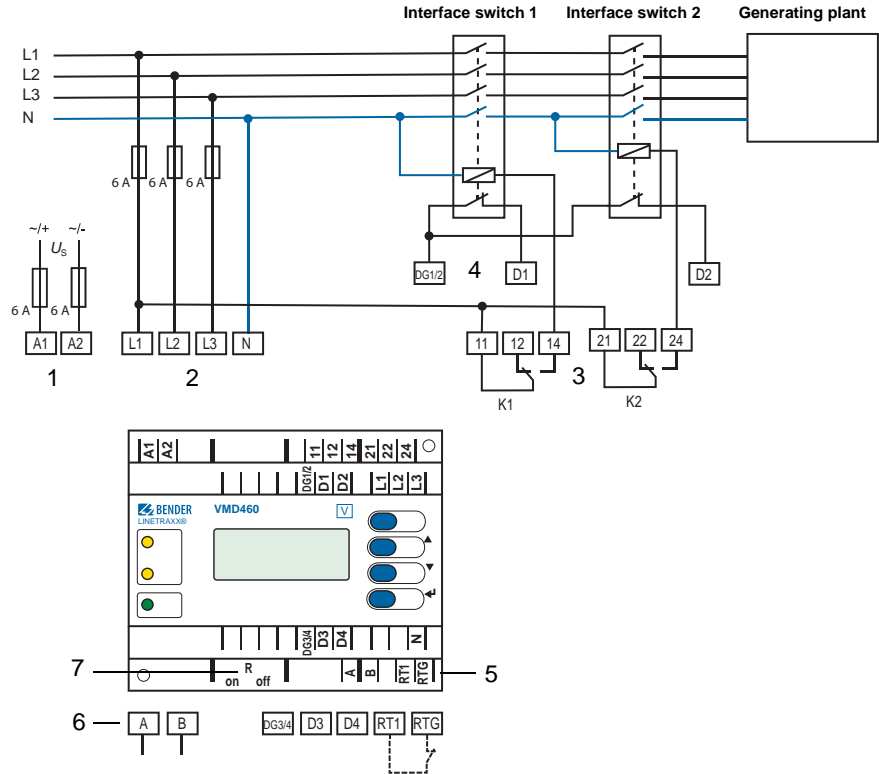 Interface switch 1 Interface switch 2 Generating plant
L1
L2
L3
N
6 A 6 A 6 A
~/+ ~/-
US
6 A 6 A
DG1/2 4 D1 D2
A1 A2 L1 L2 L3 N 11 12 14 21 22 24
1 2 3
K1 K2
A1 A2 11 12 14 21 22 24
DG1/2 D1 D2 L1 L2 L3
BENDER VMD460 V
LINETRAXX®
DG3/4 D3 D4 N
7 R A B RT1 RTG 5
on off
6 A B DG3/4 D3 D4 RT1 RTG